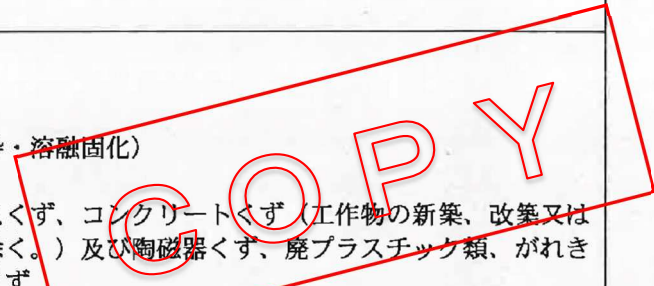 ・溶融固化）
くず、コンクリートくず（工作物の新築、改築又は
く。）及び陶磁器くず、廃プラスチック類、がれき
ず
COPY